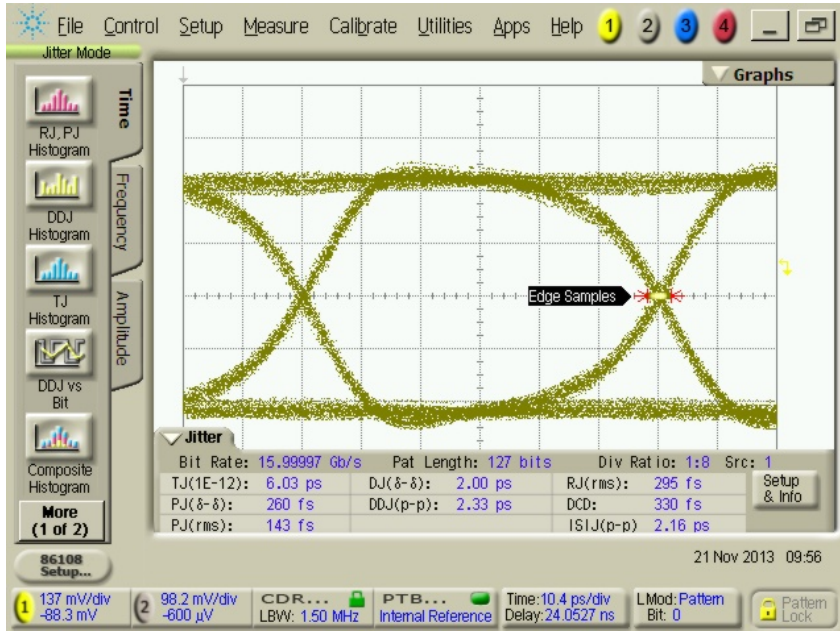 File Control Setup Measure Calibrate Utilities Apps Help 1 2 3 4
Jitter Mode
Graphs
Time
Frequency
Amplitude
RJ, PJ
Histogram
DDJ
Histogram
TJ
Histogram
DDJ vs
Bit
Composite
Histogram
More
(1 of 2)
86108
Setup...
Edge Samples
Jitter
Bit Rate: 15.99997 Gb/s Pat Length: 127 bits Div Ratio: 1:8 Src: 1
TJ(1E-12): 6.03 ps DJ(δ-δ): 2.00 ps RJ(rms): 295 fs
PJ(δ-δ): 260 fs DDJ(p-p): 2.33 ps DCD: 330 fs
PJ(rms): 143 fs ISIJ(p-p) 2.16 ps
Setup
& Info
21 Nov 2013 09:56
1 137 mV/div
-88.3 mV
2 98.2 mV/div
-600 µV
CDR...
LBW: 1.50 MHz
PTB...
Internal Reference
Time:10.4 ps/div
Delay:24.0527 ns
LMod: Pattern
Bit: 0
Pattern
Lock